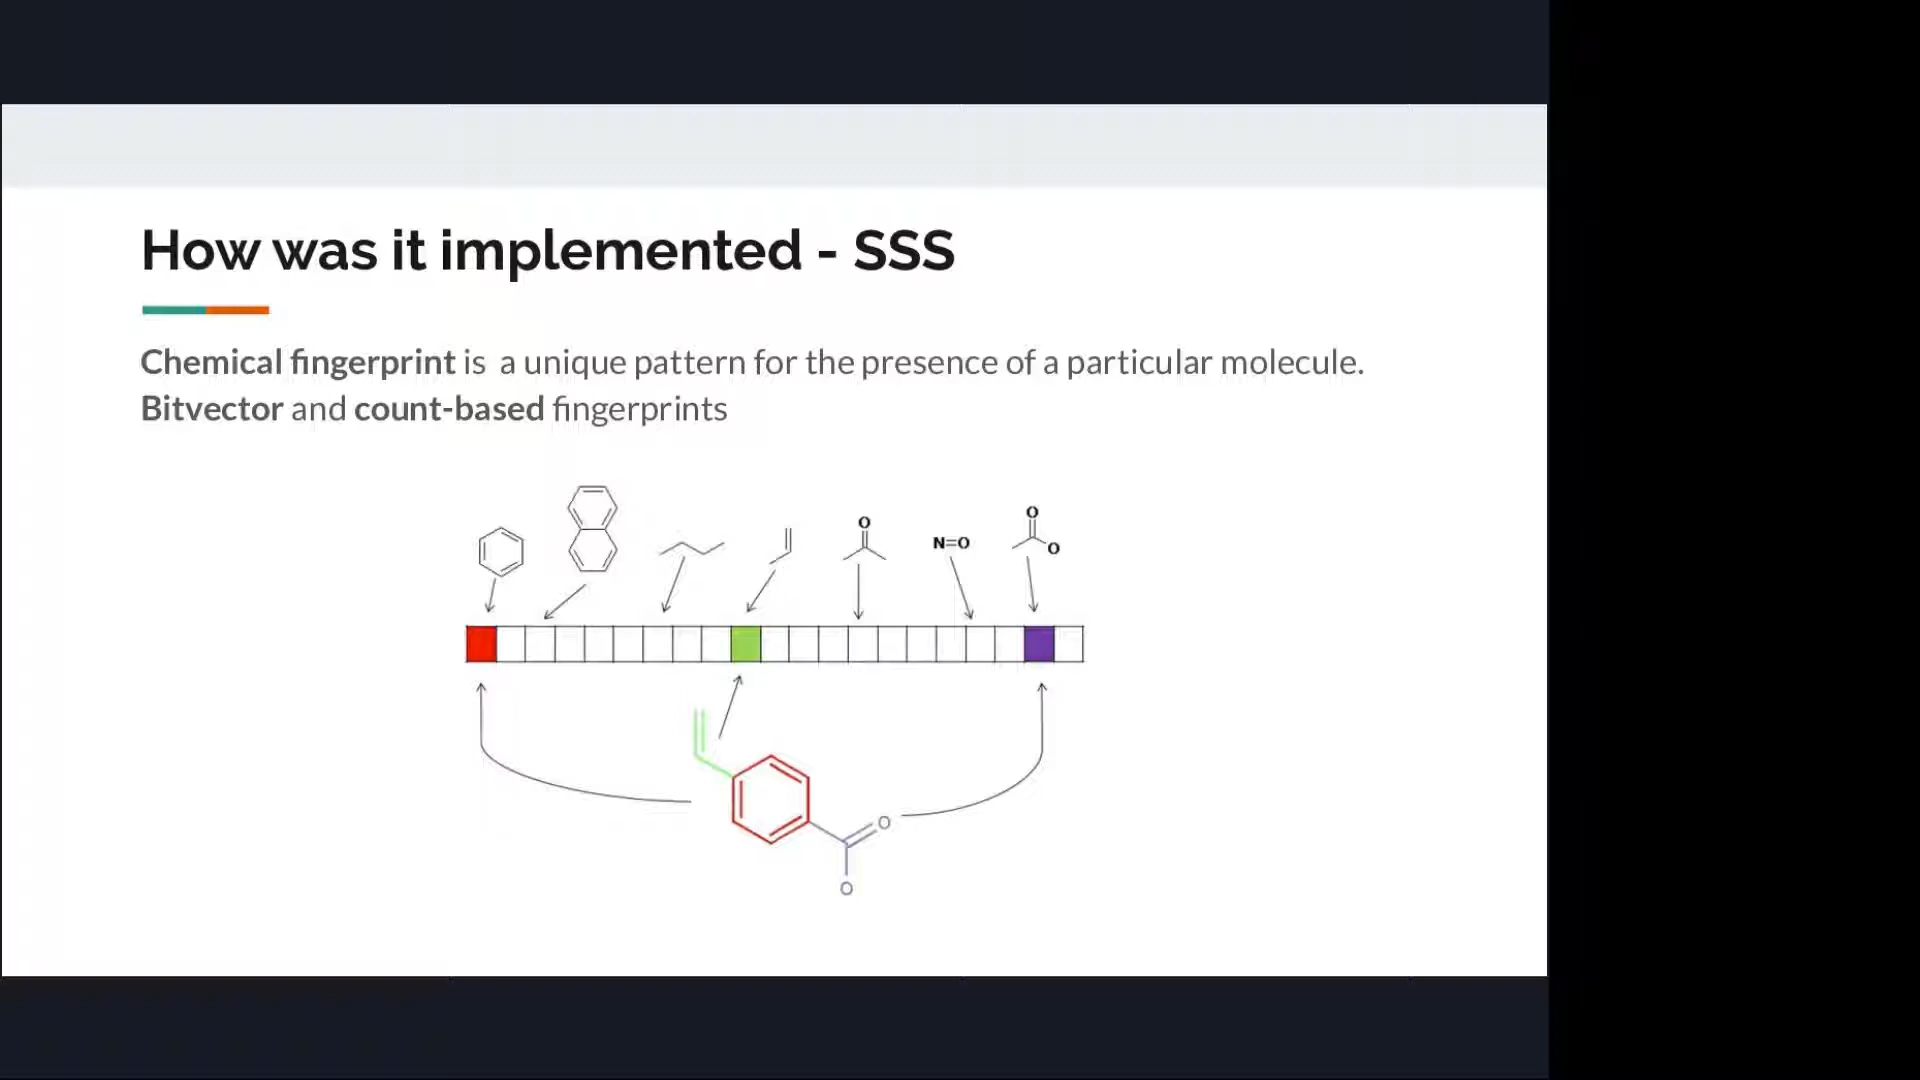 How was it implemented - SSS
Chemical fingerprint is a unique pattern for the presence of a particular molecule.
Bitvector and count-based fingerprints
O
O
N=O
O
O
O